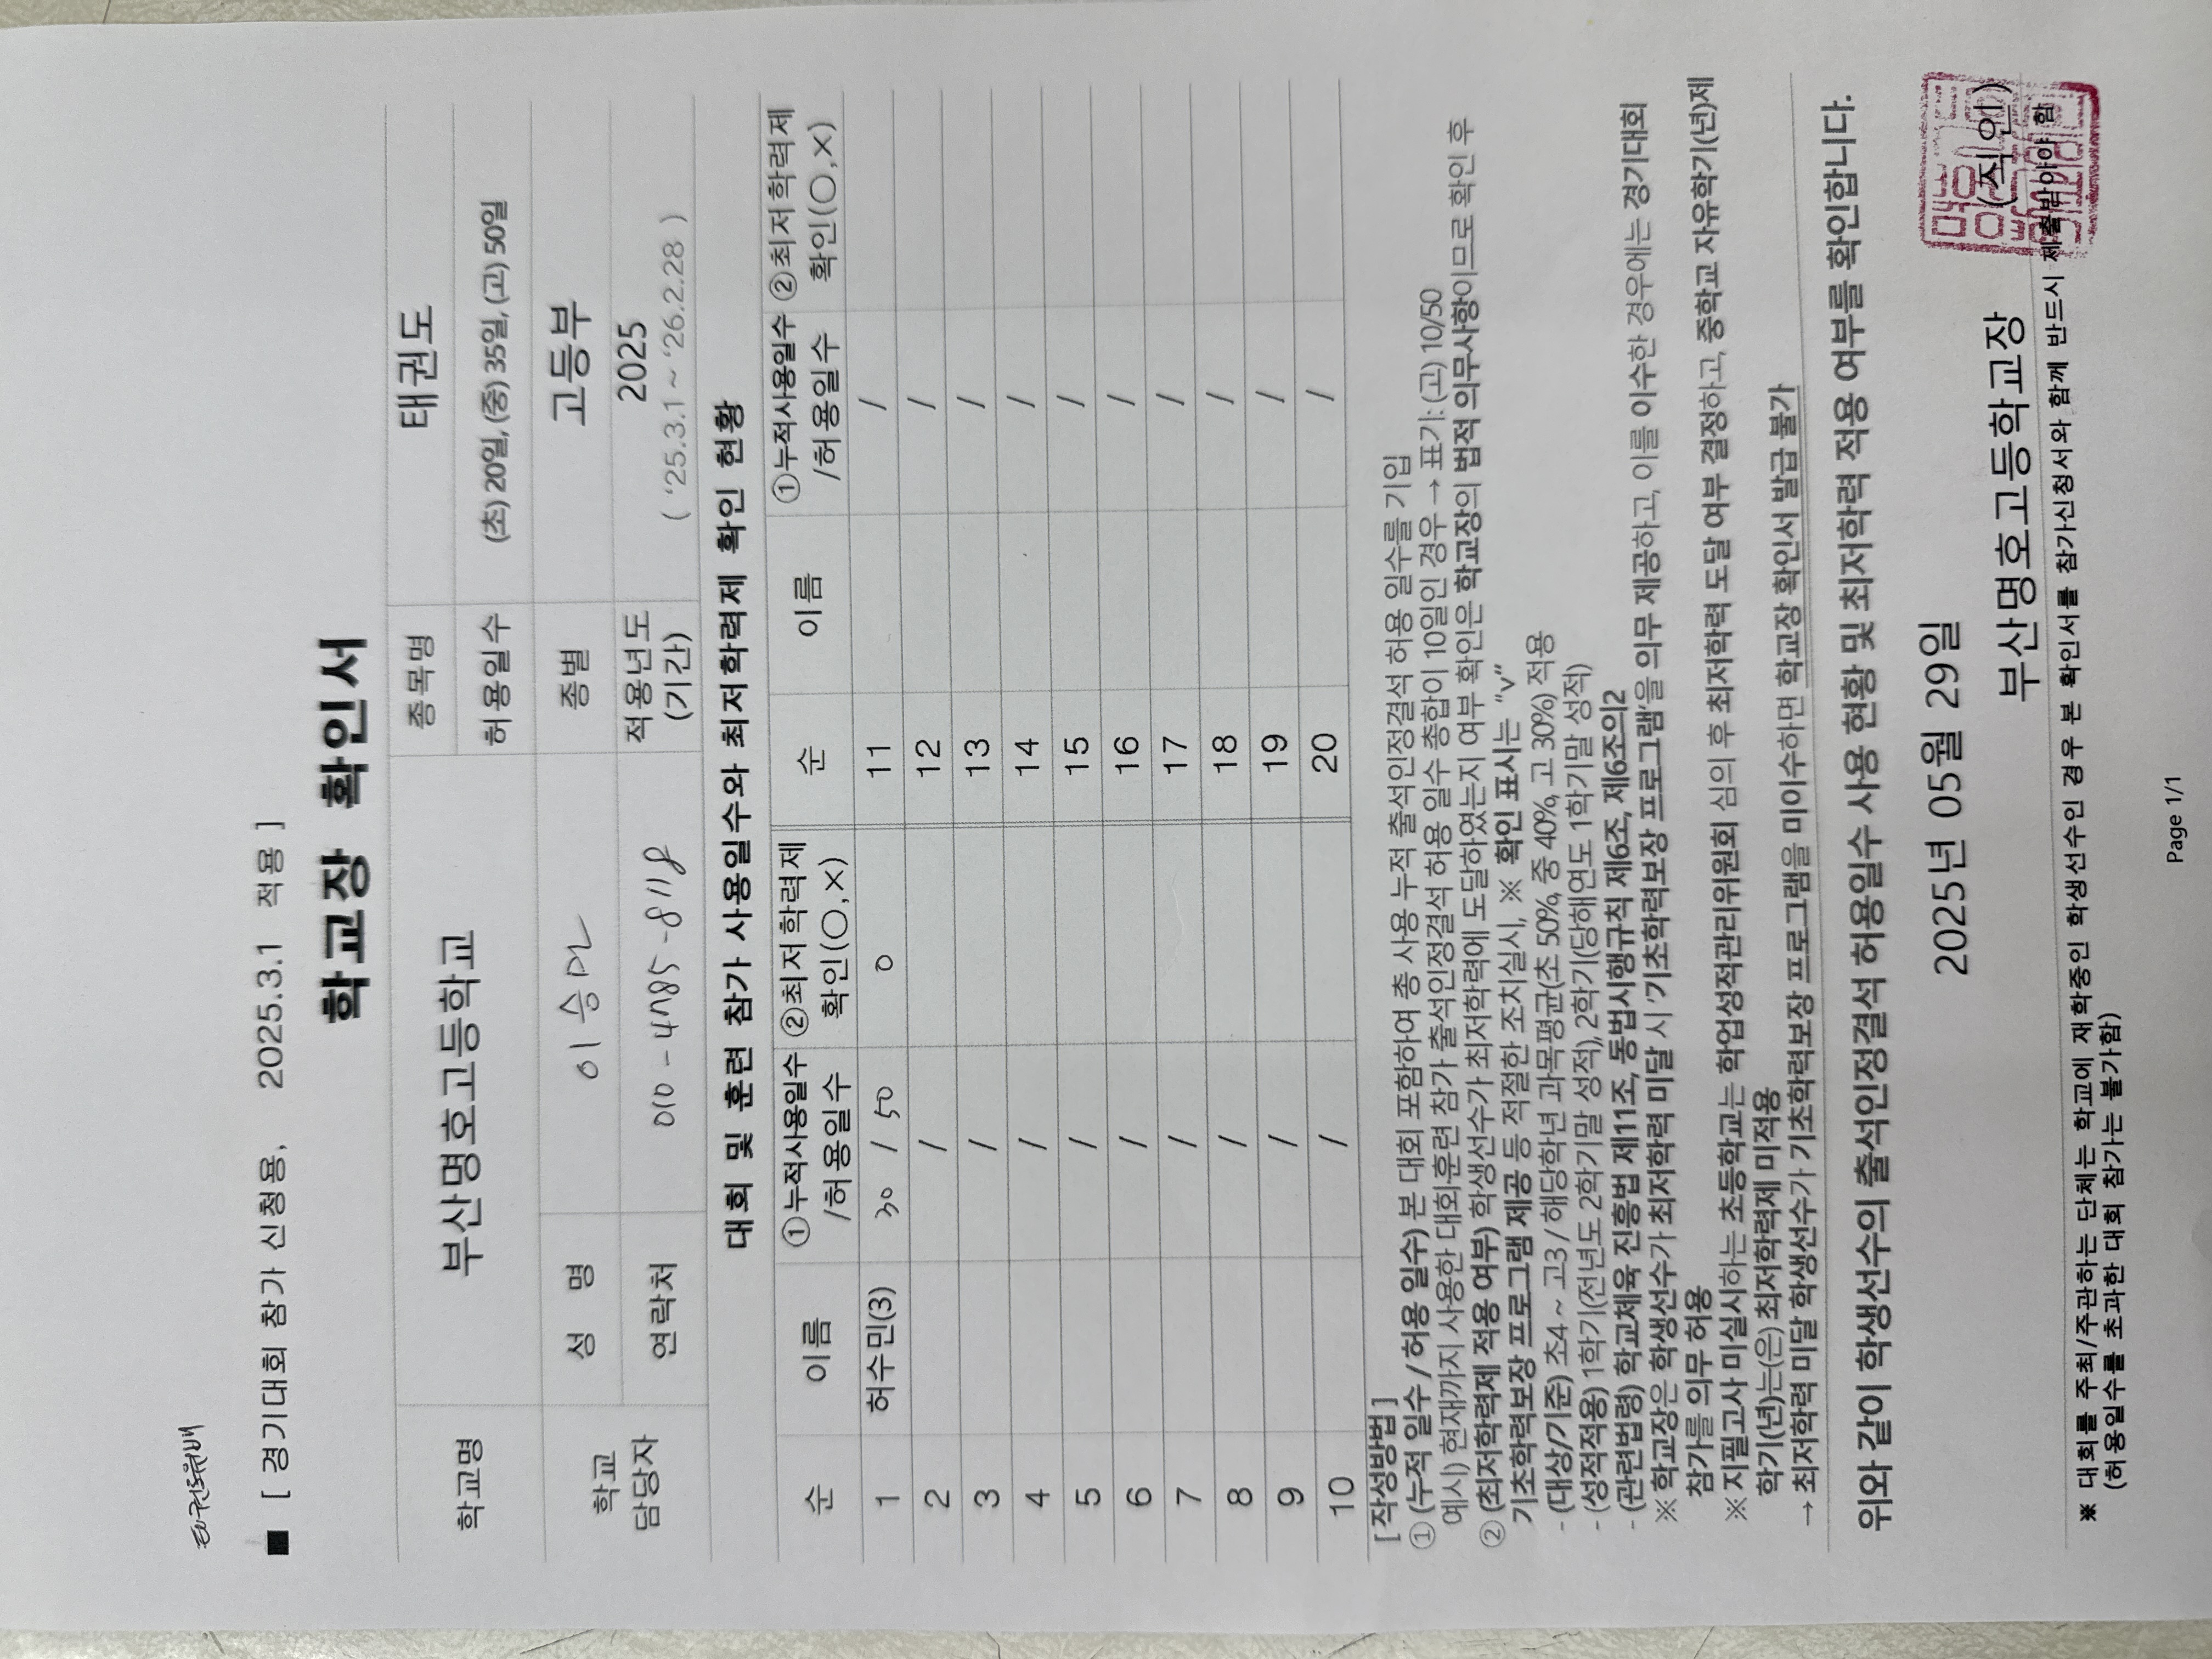 태권도원배
■ [ 경기대회 참가 신청용, 2025.3.1 적용 ]
학교장 확인서
학교명 부산명호고등학교 종목명 태권도
허용일수 (초) 20일, (중) 35일, (고) 50일
학교 담당자 성 명 이승민 종별 고등부
연락처 010-4785-8118 적용년도 (기간) 2025 ( '25.3.1 ~ '26.2.28 )
대회 및 훈련 참가 사용일수와 최저학력제 확인 현황
순 이름 ①누적사용일수 /허용일수 ②최저학력제 확인(○,×) 순 이름 ①누적사용일수 /허용일수 ②최저학력제 확인(○,×)
1 허수민(3) 30 / 50 0 11 /
2 / 12 /
3 / 13 /
4 / 14 /
5 / 15 /
6 / 16 /
7 / 17 /
8 / 18 /
9 / 19 /
10 / 20 /
[ 작성방법 ]
① (누적 일수 / 허용 일수) 본 대회 포함하여 총 사용 누적 출석인정결석 허용 일수를 기입
예시) 현재까지 사용한 대회훈련 참가 출석인정결석 허용 일수 총합이 10일인 경우 → 표기: (고) 10/50
② (최저학력제 적용 여부) 학생선수가 최저학력에 도달하였는지 여부 확인은 학교장의 법적 의무사항이므로 확인 후
기초학력보장 프로그램 제공 등 적절한 조치실시, ※ 확인 표시는 "v"
- (대상/기준) 초4 ~ 고3 / 해당학년 과목평균(초 50%, 중 40%, 고 30%) 적용
- (성적적용) 1학기(전년도 2학기말 성적), 2학기(당해연도 1학기말 성적)
- (관련법령) 학교체육 진흥법 제11조, 동법시행규칙 제6조, 제6조의2
※ 학교장은 학생선수가 최저학력 미달 시 '기초학력보장 프로그램'을 의무 제공하고, 이를 이수한 경우에는 경기대회
참가를 의무 허용
※ 지필고사 미실시하는 초등학교는 학업성적관리위원회 심의 후 최저학력 도달 여부 결정하고, 중학교 자유학기(년)제
학기(년)는(은) 최저학력제 미적용
→ 최저학력 미달 학생선수가 기초학력보장 프로그램을 미이수하면 학교장 확인서 발급 불가
위와 같이 학생선수의 출석인정결석 허용일수 사용 현황 및 최저학력 적용 여부를 확인합니다.
2025년 05월 29일
부산명호고등학교장 (직인)
※ 대회를 주최/주관하는 단체는 학교에 재학중인 학생선수인 경우 본 확인서를 참가신청서와 함께 반드시 제출받아야 함
(허용일수를 초과한 대회 참가는 불가함)
Page 1/1